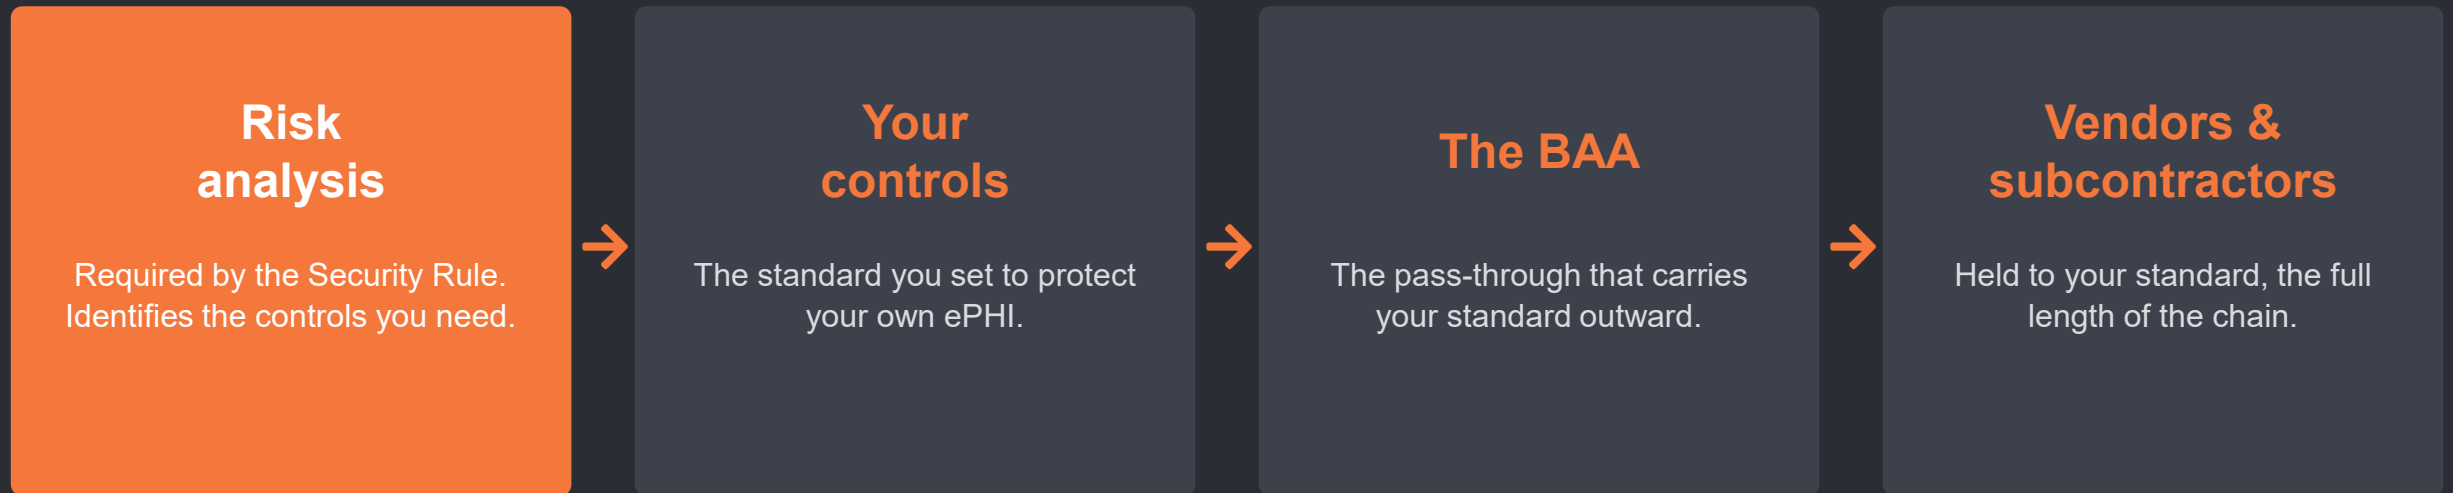 Risk
analysis
Required by the Security Rule.
Identifies the controls you need.
Your
controls
The standard you set to protect
your own ePHI.
The BAA
The pass-through that carries
your standard outward.
Vendors &
subcontractors
Held to your standard, the full
length of the chain.